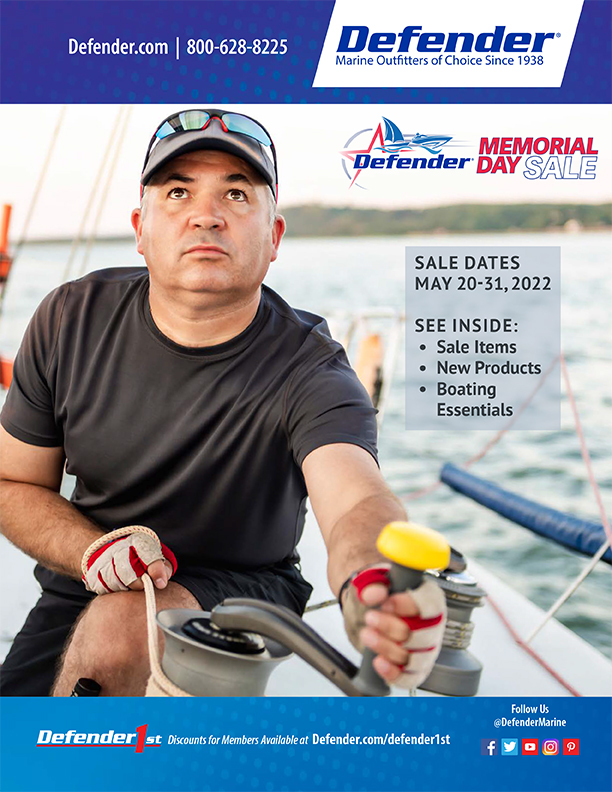 Defender.com | 800-628-8225
Defender®
Marine Outfitters of Choice Since 1938
Defender®
MEMORIAL
DAY SALE
SALE DATES
MAY 20-31, 2022
SEE INSIDE:
• Sale Items
• New Products
• Boating
Essentials
Follow Us
@DefenderMarine
Defender1st Discounts for Members Available at Defender.com/defender1st